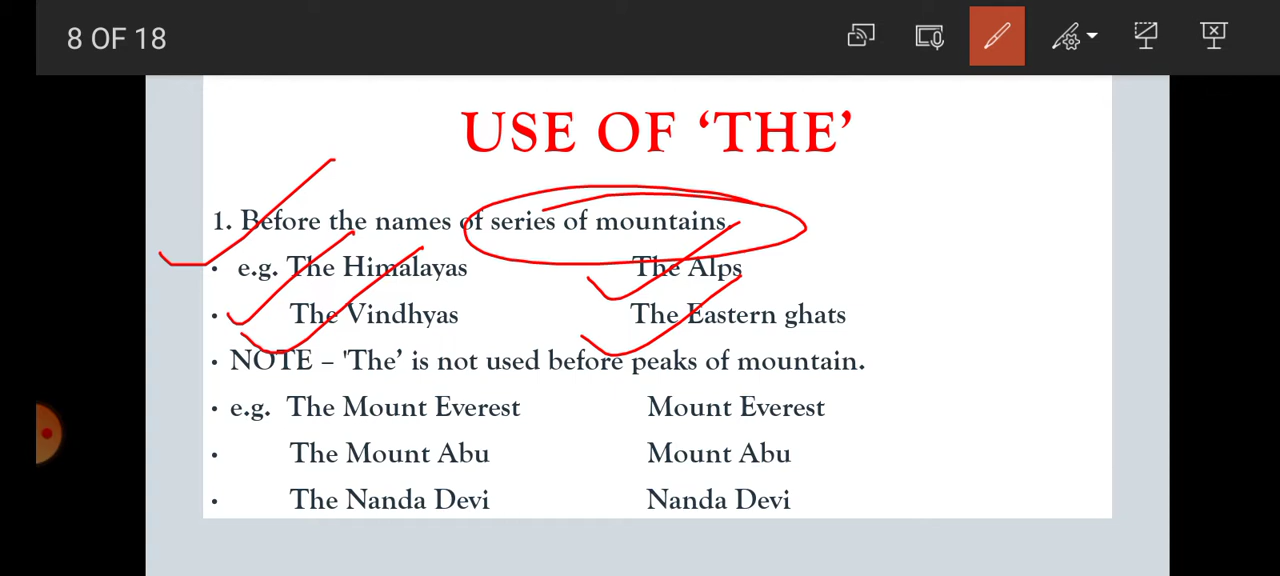 8 OF 18
USE OF ‘THE’
1. Before the names of series of mountains.
• e.g. The Himalayas The Alps
• The Vindhyas The Eastern ghats
• NOTE – 'The’ is not used before peaks of mountain.
• e.g. The Mount Everest Mount Everest
• The Mount Abu Mount Abu
• The Nanda Devi Nanda Devi